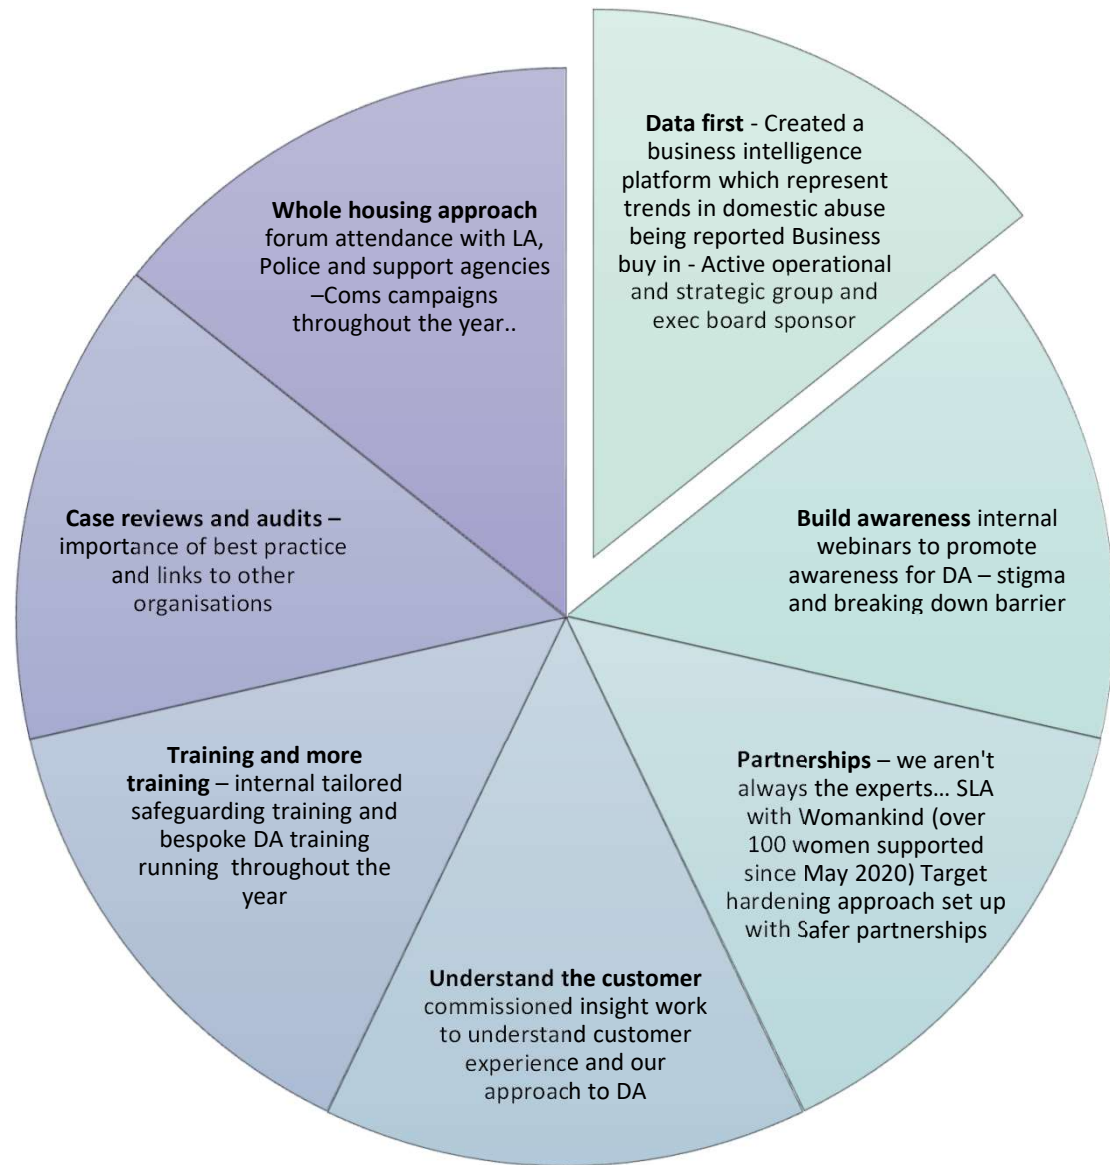 Data first - Created a
business intelligence
platform which represent
trends in domestic abuse
being reported Business
buy in - Active operational
and strategic group and
exec board sponsor
Build awareness internal
webinars to promote
awareness for DA – stigma
and breaking down barrier
Partnerships – we aren't
always the experts... SLA
with Womankind (over
100 women supported
since May 2020) Target
hardening approach set up
with Safer partnerships
Understand the customer
commissioned insight work
to understand customer
experience and our
approach to DA
Training and more
training – internal tailored
safeguarding training and
bespoke DA training
running throughout the
year
Case reviews and audits –
importance of best practice
and links to other
organisations
Whole housing approach
forum attendance with LA,
Police and support agencies
–Coms campaigns
throughout the year..